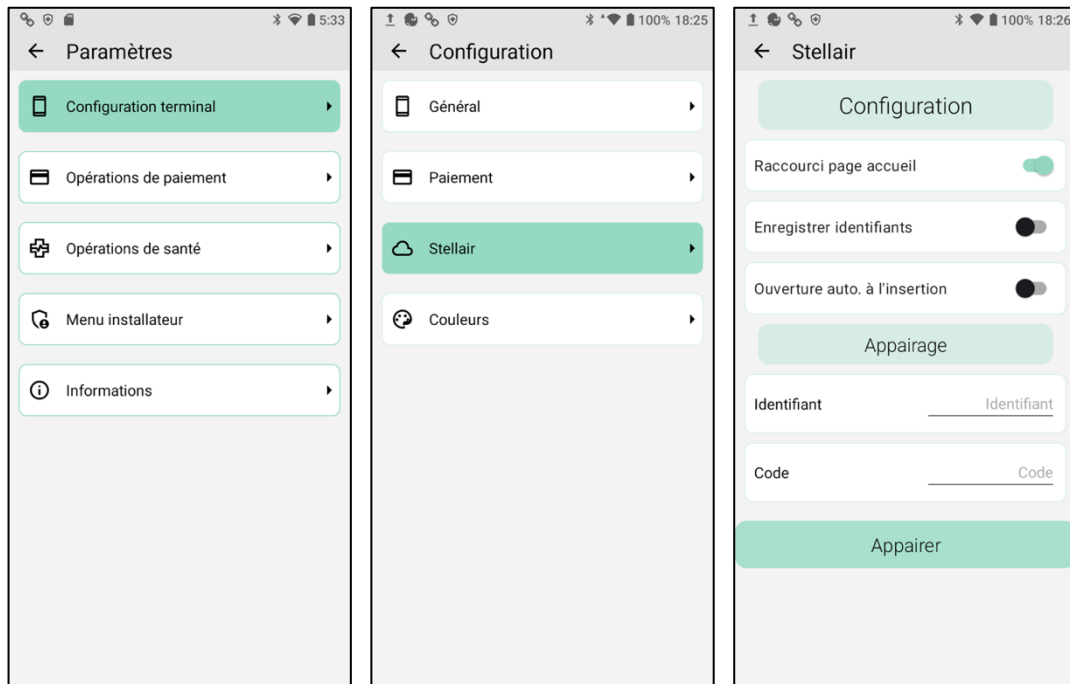 5:33
Paramètres
Configuration terminal
Opérations de paiement
Opérations de santé
Menu installateur
Informations
100% 18:25
Configuration
Général
Paiement
Stellair
Couleurs
100% 18:26
Stellair
Configuration
Raccourci page accueil
Enregistrer identifiants
Ouverture auto. à l'insertion
Appairage
Identifiant Identifiant
Code Code
Appairer